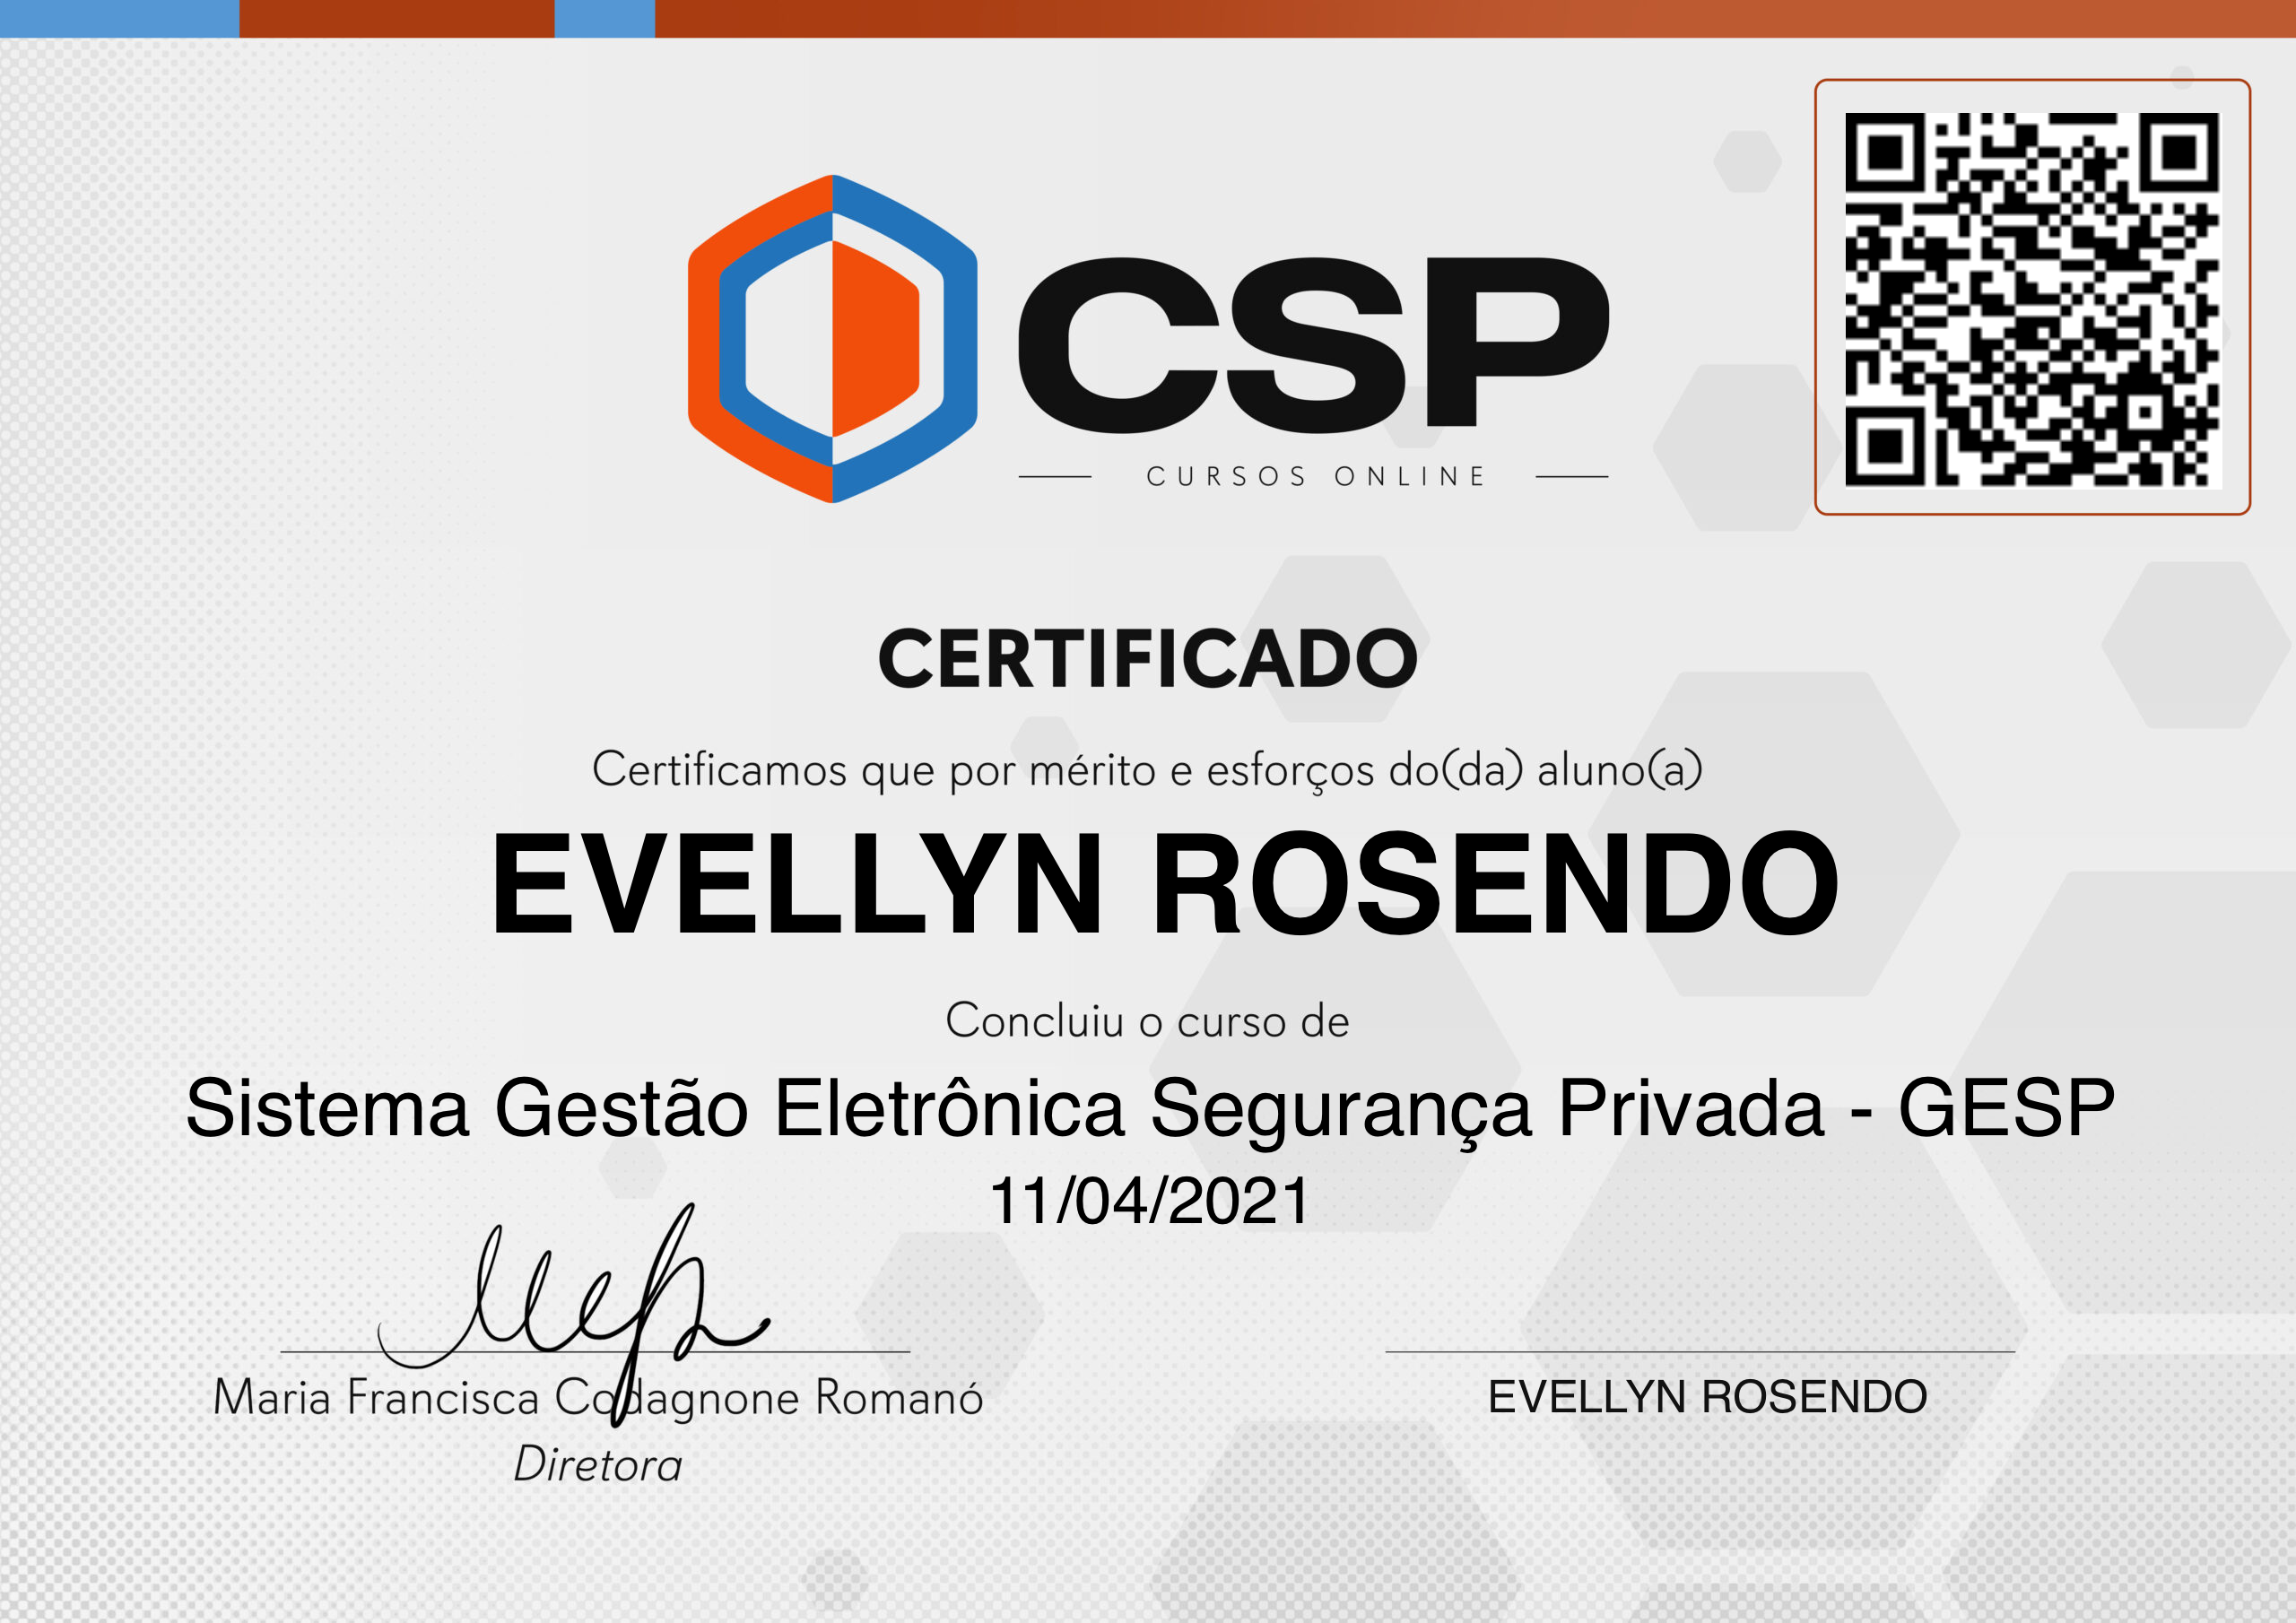 CSP
CURSOS ONLINE
CERTIFICADO
Certificamos que por mérito e esforços do(da) aluno(a)
EVELLYN ROSENDO
Concluiu o curso de
Sistema Gestão Eletrônica Segurança Privada - GESP
11/04/2021
Maria Francisca Codagnone Romanó
Diretora
EVELLYN ROSENDO